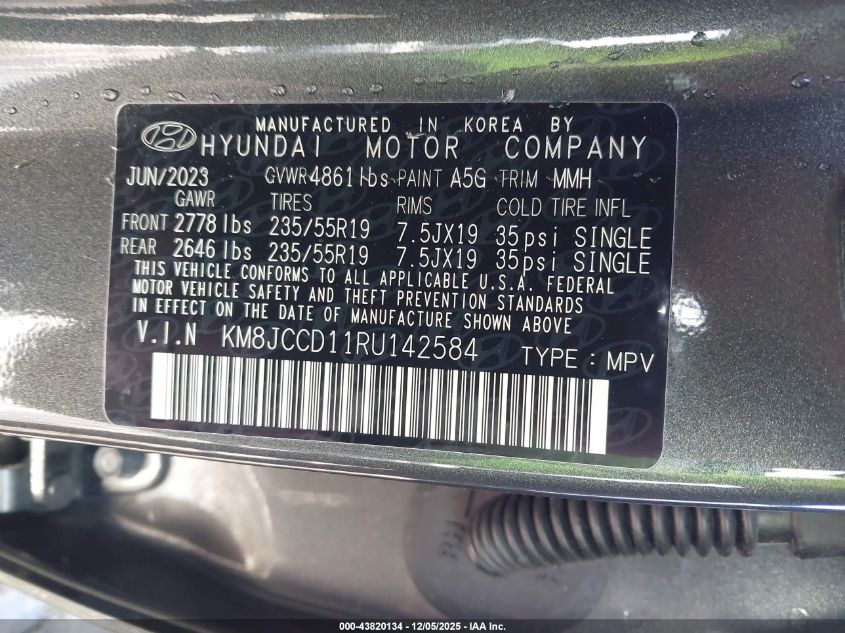 MANUFACTURED IN KOREA BY
HYUNDAI MOTOR COMPANY
JUN/2023 GVWR 4861 lbs PAINT A5G TRIM MMH
GAWR TIRES RIMS COLD TIRE INFL
FRONT 2778 lbs 235/55R19 7.5JX19 35psi SINGLE
REAR 2646 lbs 235/55R19 7.5JX19 35psi SINGLE
THIS VEHICLE CONFORMS TO ALL APPLICABLE U.S.A. FEDERAL
MOTOR VEHICLE SAFETY AND THEFT PREVENTION STANDARDS
IN EFFECT ON THE DATE OF MANUFACTURE SHOWN ABOVE
V.I.N KM8JCCD11RU142584 TYPE : MPV
000-43820134 - 12/05/2025 - IAA Inc.